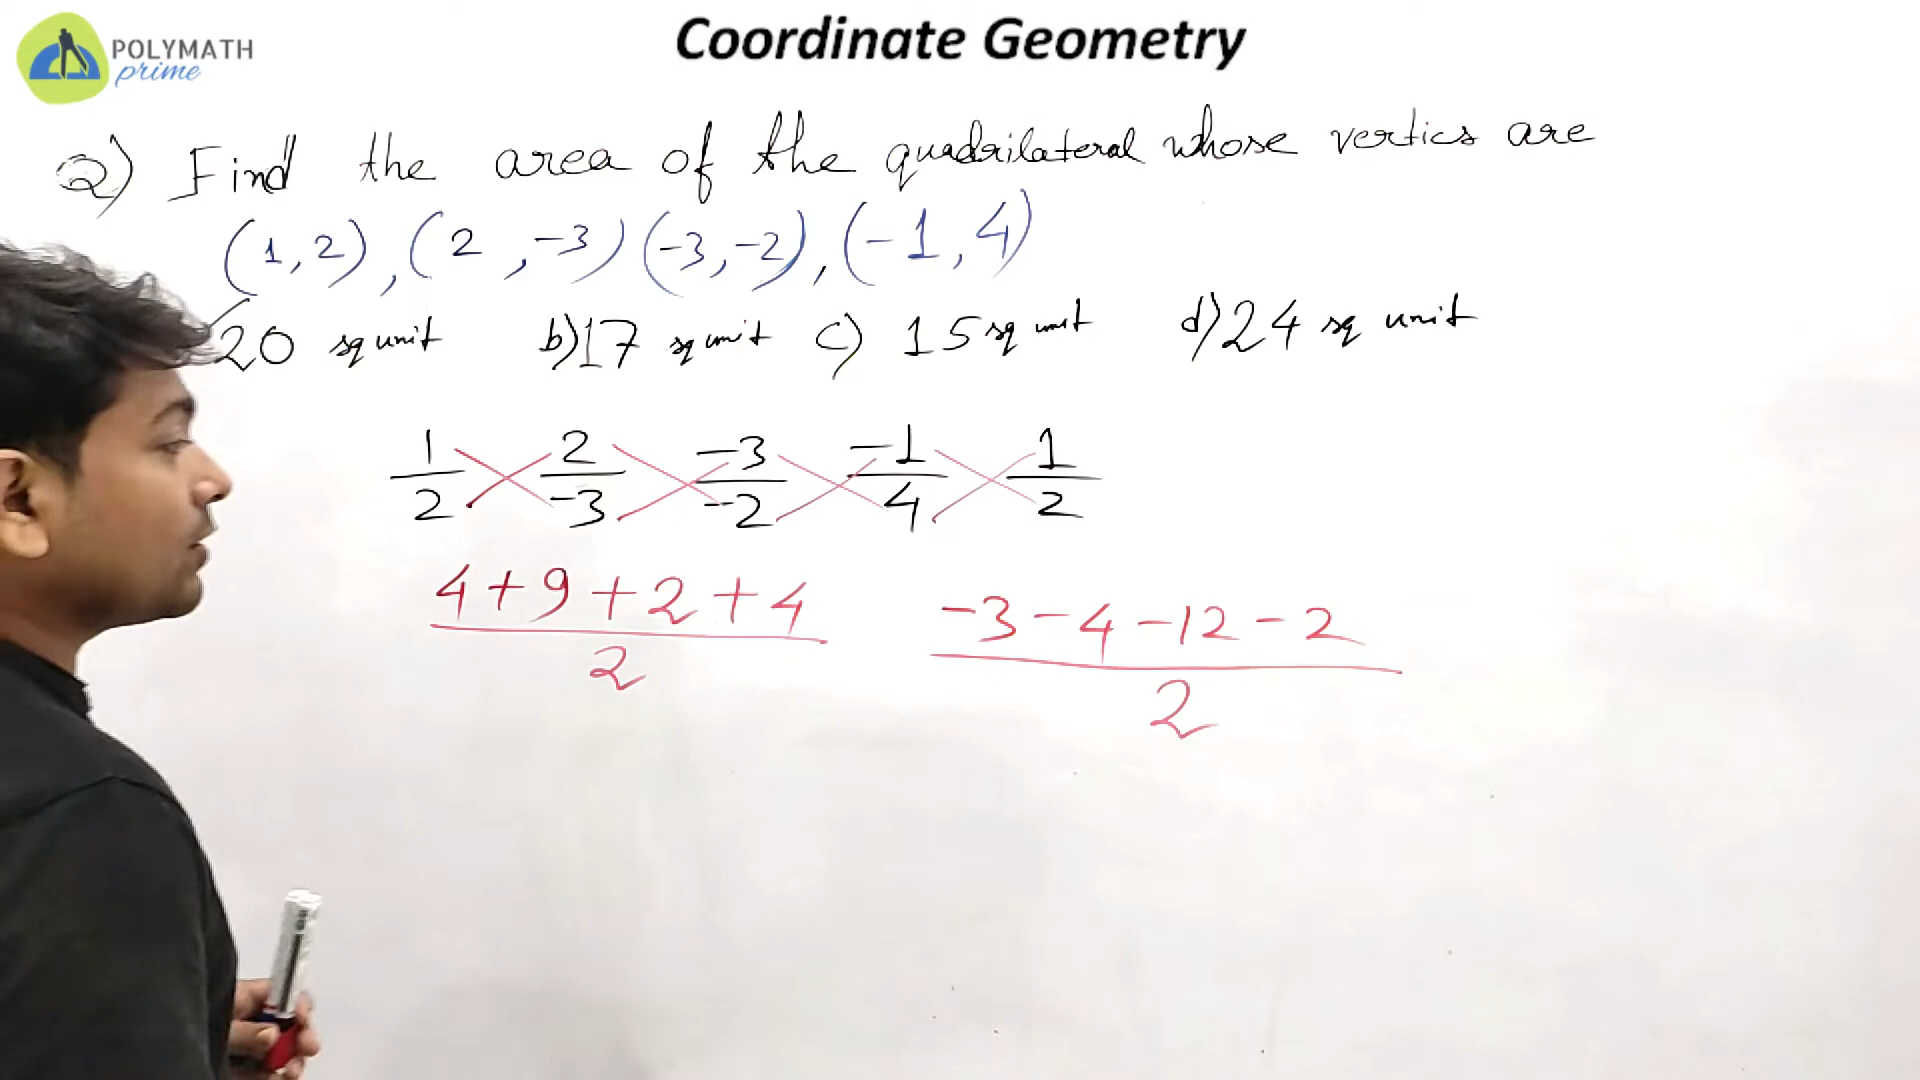 Coordinate Geometry
POLYMATH
prime
Q) Find the area of the quadrilateral whose vertics are
(1,2), (2,-3) (-3,-2), (-1,4)
20 sq unit b) 17 sq unit c) 15 sq unit d) 24 sq unit
1 2 -3 -1 1
2 -3 -2 4 2
4+9+2+4 -3-4-12-2
2 2